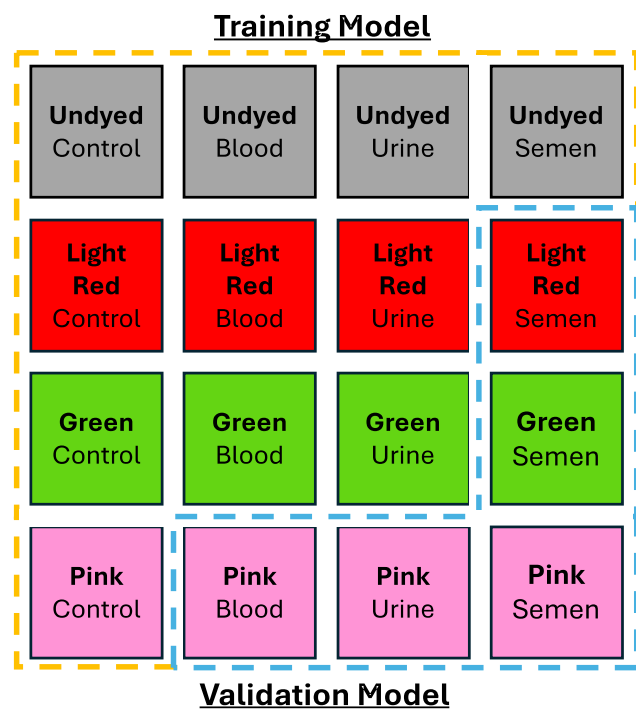 Training Model
Undyed Undyed Undyed Undyed
Control Blood Urine Semen
Light Light Light Light
Red Red Red Red
Control Blood Urine Semen
Green Green Green Green
Control Blood Urine Semen
Pink Pink Pink Pink
Control Blood Urine Semen
Validation Model